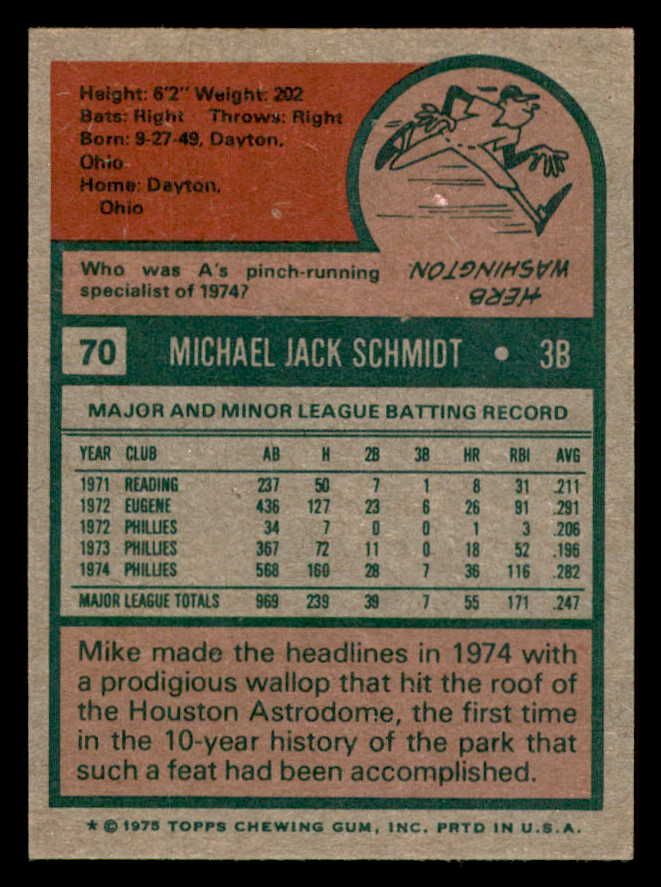 Height: 6'2" Weight: 202
Bats: Right Throws: Right
Born: 9-27-49, Dayton,
Ohio
Home: Dayton,
Ohio
Who was A's pinch-running
specialist of 1974?
HERB
WASHINGTON
70 MICHAEL JACK SCHMIDT • 3B
MAJOR AND MINOR LEAGUE BATTING RECORD
YEAR CLUB AB H 2B 3B HR RBI AVG
1971 READING 237 50 7 1 8 31 .211
1972 EUGENE 436 127 23 6 26 91 .291
1972 PHILLIES 34 7 0 0 1 3 .206
1973 PHILLIES 367 72 11 0 18 52 .196
1974 PHILLIES 568 160 28 7 36 116 .282
MAJOR LEAGUE TOTALS 969 239 39 7 55 171 .247
Mike made the headlines in 1974 with
a prodigious wallop that hit the roof of
the Houston Astrodome, the first time
in the 10-year history of the park that
such a feat had been accomplished.
* © 1975 TOPPS CHEWING GUM, INC. PRTD IN U.S.A.